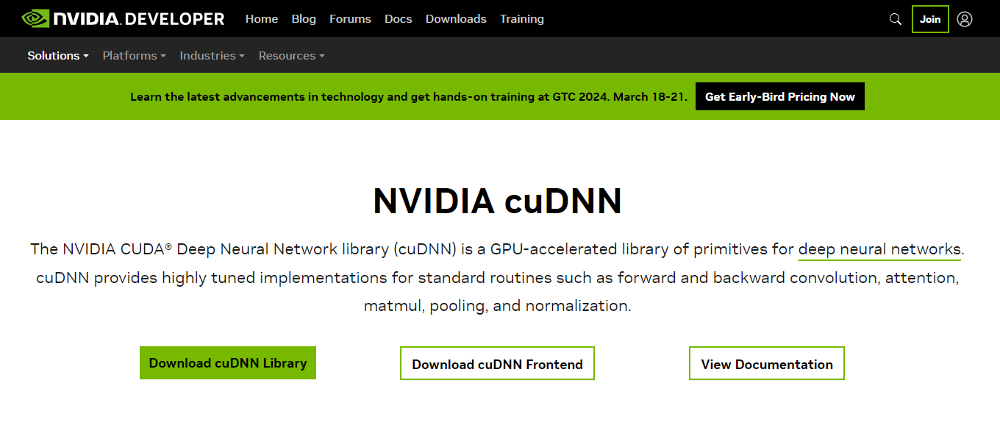 NVIDIA. DEVELOPER Home Blog Forums Docs Downloads Training Join
Solutions Platforms Industries Resources
Learn the latest advancements in technology and get hands-on training at GTC 2024. March 18-21. Get Early-Bird Pricing Now
NVIDIA cuDNN
The NVIDIA CUDA® Deep Neural Network library (cuDNN) is a GPU-accelerated library of primitives for deep neural networks.
cuDNN provides highly tuned implementations for standard routines such as forward and backward convolution, attention,
matmul, pooling, and normalization.
Download cuDNN Library Download cuDNN Frontend View Documentation